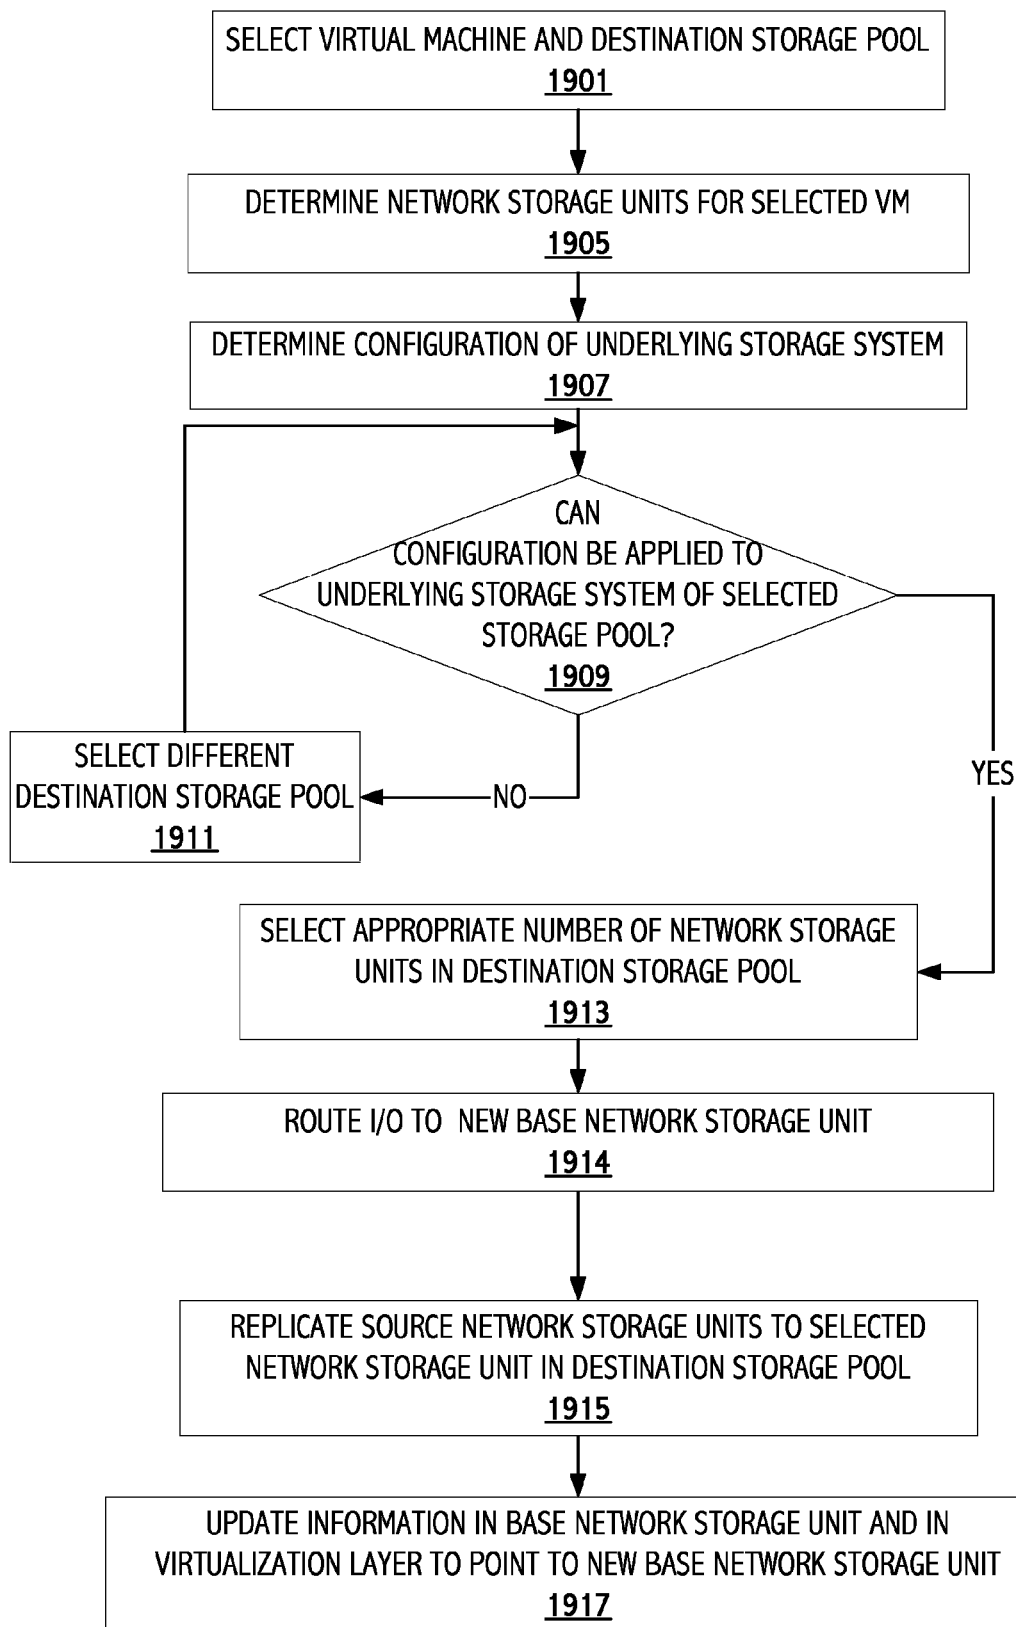 SELECT VIRTUAL MACHINE AND DESTINATION STORAGE POOL
1901
DETERMINE NETWORK STORAGE UNITS FOR SELECTED VM
1905
DETERMINE CONFIGURATION OF UNDERLYING STORAGE SYSTEM
1907
CAN
CONFIGURATION BE APPLIED TO
UNDERLYING STORAGE SYSTEM OF SELECTED
STORAGE POOL?
1909
SELECT DIFFERENT
DESTINATION STORAGE POOL
1911
NO
YES
SELECT APPROPRIATE NUMBER OF NETWORK STORAGE
UNITS IN DESTINATION STORAGE POOL
1913
ROUTE I/O TO NEW BASE NETWORK STORAGE UNIT
1914
REPLICATE SOURCE NETWORK STORAGE UNITS TO SELECTED
NETWORK STORAGE UNIT IN DESTINATION STORAGE POOL
1915
UPDATE INFORMATION IN BASE NETWORK STORAGE UNIT AND IN
VIRTUALIZATION LAYER TO POINT TO NEW BASE NETWORK STORAGE UNIT
1917